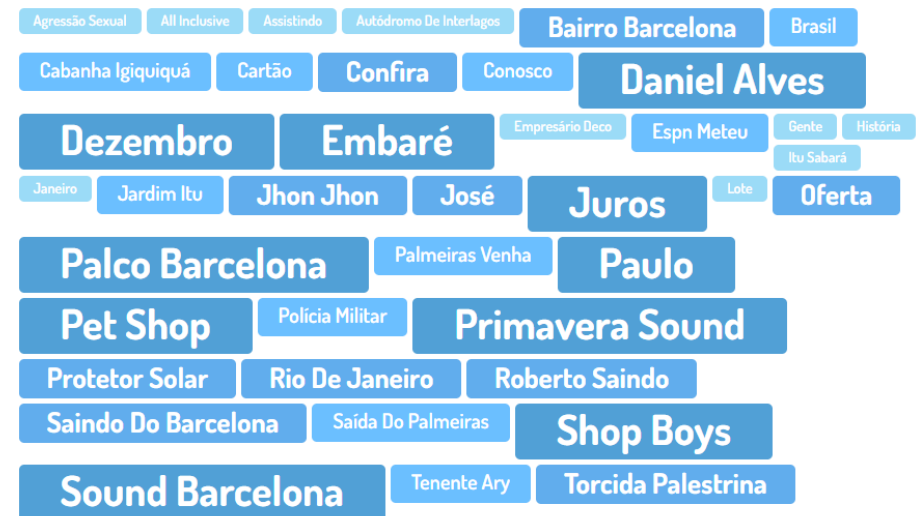 Agressão Sexual All Inclusive Assistindo Autódromo De Interlagos Bairro Barcelona Brasil
Cabanha Igiquiquá Cartão Confira Conosco Daniel Alves
Dezembro Embaré Empresário Deco Espn Meteu Gente História
Itu Sabará
Janeiro Jardim Itu Jhon Jhon José Juros Lote Oferta
Palco Barcelona Palmeiras Venha Paulo
Pet Shop Polícia Militar Primavera Sound
Protetor Solar Rio De Janeiro Roberto Saindo
Saindo Do Barcelona Saída Do Palmeiras Shop Boys
Sound Barcelona Tenente Ary Torcida Palestrina